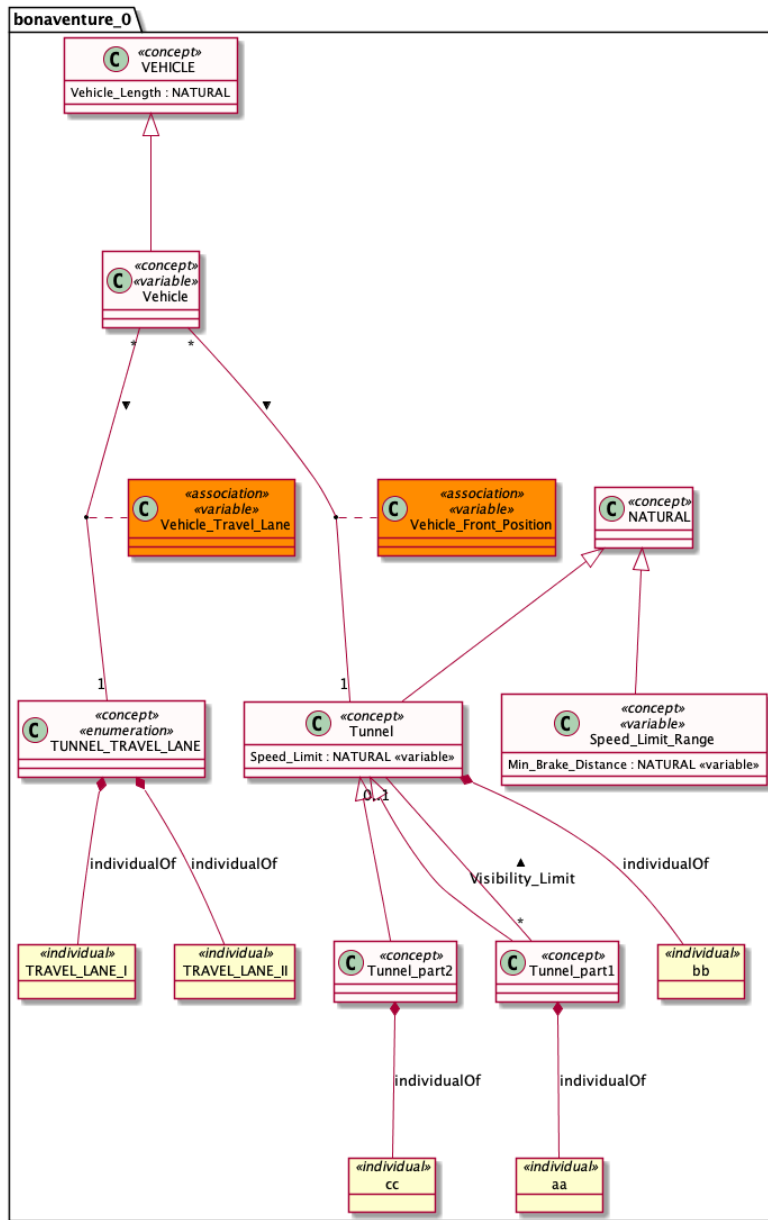 bonaventure_0
«concept»
VEHICLE
Vehicle_Length : NATURAL
«concept»
«variable»
Vehicle
*
*
▼
▼
«association»
«variable»
Vehicle_Travel_Lane
«association»
«variable»
Vehicle_Front_Position
«concept»
NATURAL
1
1
«concept»
«enumeration»
TUNNEL_TRAVEL_LANE
«concept»
Tunnel
Speed_Limit : NATURAL «variable»
«concept»
«variable»
Speed_Limit_Range
Min_Brake_Distance : NATURAL «variable»
0..1
individualOf
individualOf
▲
Visibility_Limit
individualOf
*
«individual»
TRAVEL_LANE_I
«individual»
TRAVEL_LANE_II
«concept»
Tunnel_part2
«concept»
Tunnel_part1
«individual»
bb
individualOf
individualOf
«individual»
cc
«individual»
aa